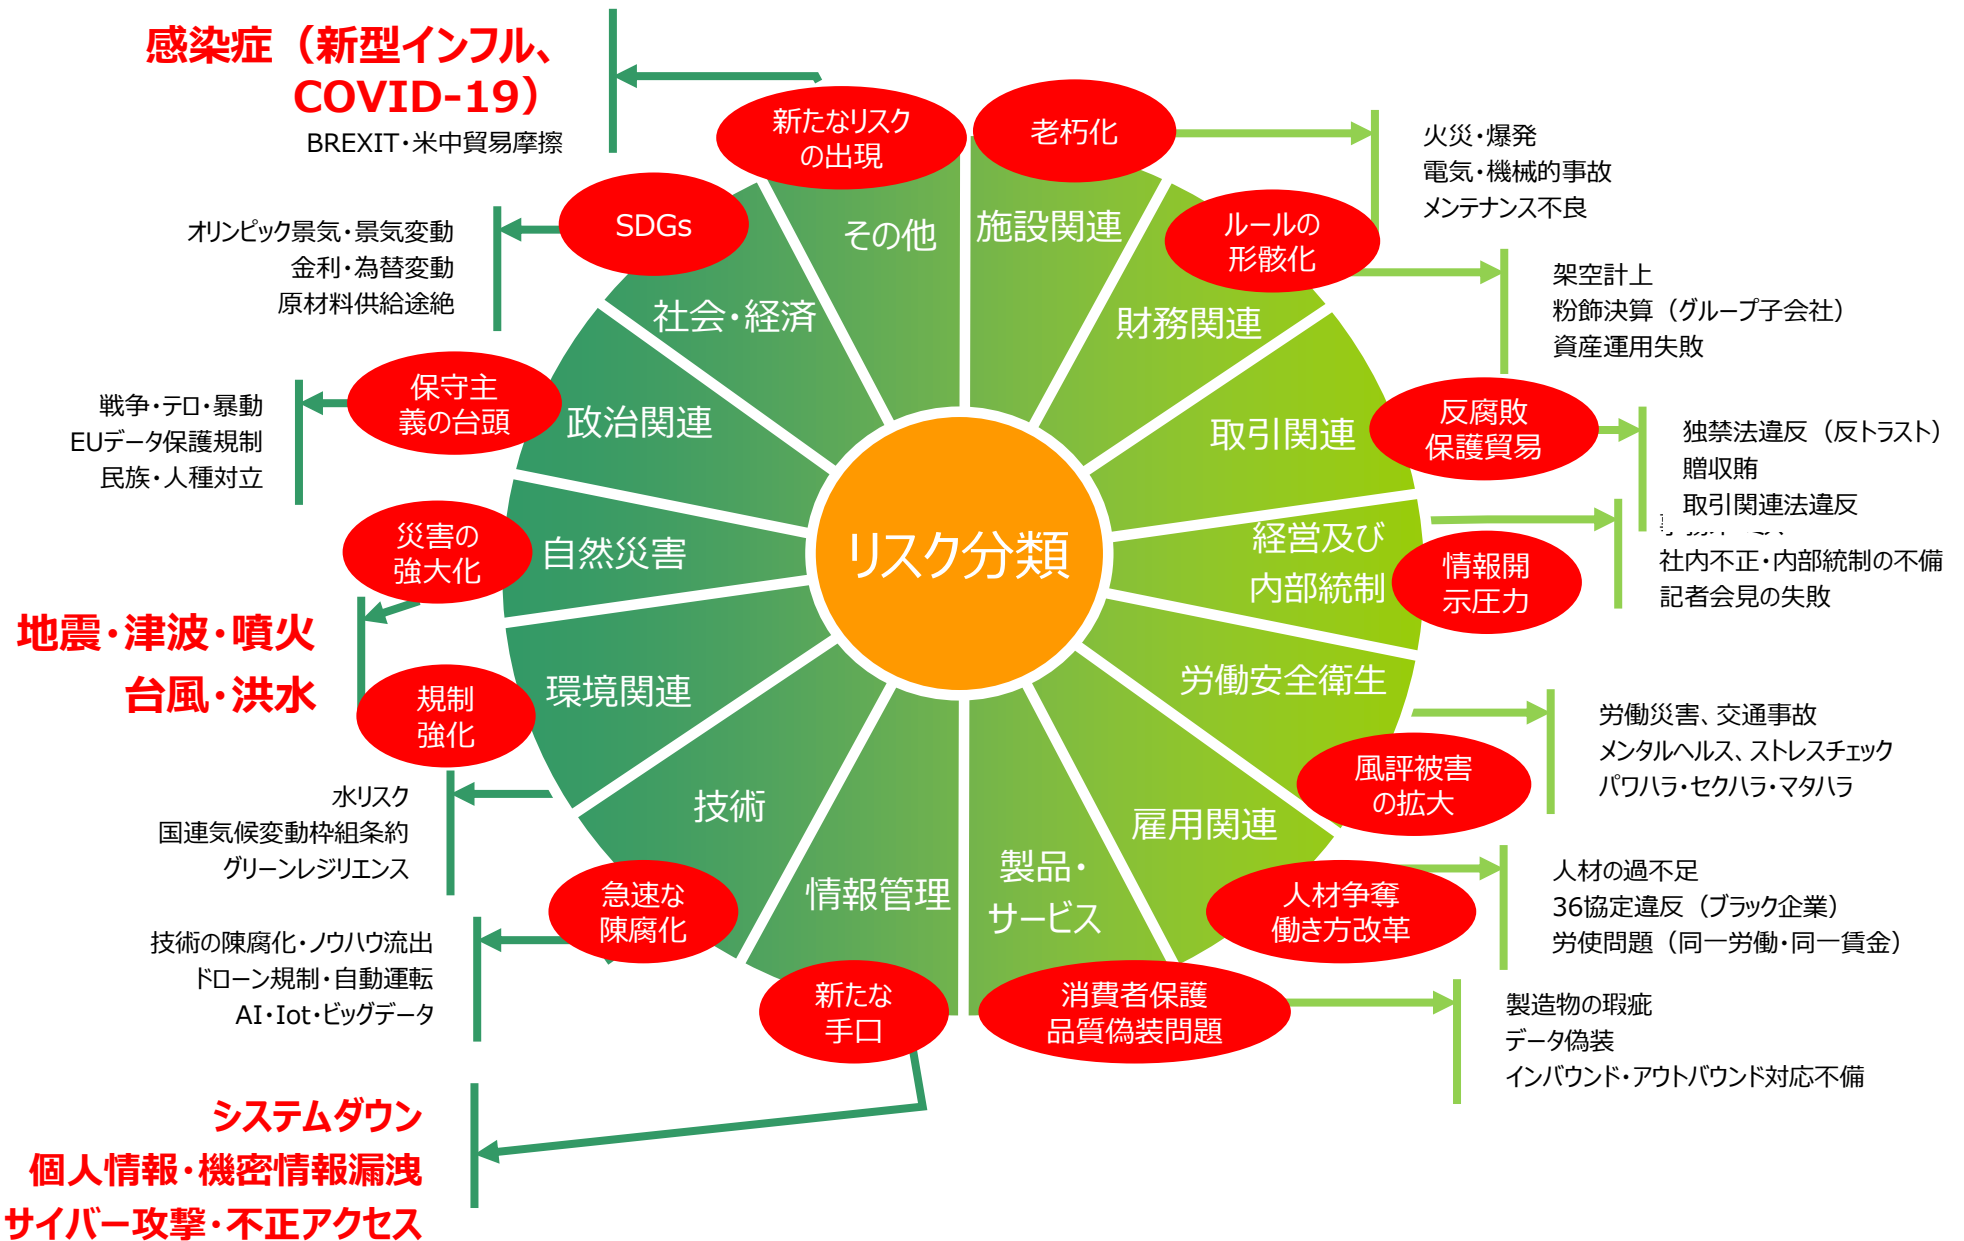 感染症（新型インフル、
COVID-19）
BREXIT・米中貿易摩擦
新たなリスク
の出現
老朽化
火災・爆発
電気・機械的事故
メンテナンス不良
SDGs
オリンピック景気・景気変動
金利・為替変動
原材料供給途絶
その他
施設関連
ルールの
形骸化
架空計上
粉飾決算（グループ子会社）
資産運用失敗
社会・経済
財務関連
保守主
義の台頭
戦争・テロ・暴動
EUデータ保護規制
民族・人種対立
政治関連
取引関連
反腐敗
保護貿易
独禁法違反（反トラスト）
贈収賄
取引関連法違反
災害の
強大化
自然災害
リスク分類
経営及び
内部統制
情報開
示圧力
社内不正・内部統制の不備
記者会見の失敗
地震・津波・噴火
台風・洪水
規制
強化
環境関連
労働安全衛生
労働災害、交通事故
メンタルヘルス、ストレスチェック
パワハラ・セクハラ・マタハラ
風評被害
の拡大
水リスク
国連気候変動枠組条約
グリーンレジリエンス
技術
雇用関連
急速な
陳腐化
情報管理
製品・
サービス
人材争奪
働き方改革
人材の過不足
36協定違反（ブラック企業）
労使問題（同一労働・同一賃金）
技術の陳腐化・ノウハウ流出
ドローン規制・自動運転
AI・Iot・ビッグデータ
新たな
手口
消費者保護
品質偽装問題
製造物の瑕疵
データ偽装
インバウンド・アウトバウンド対応不備
システムダウン
個人情報・機密情報漏洩
サイバー攻撃・不正アクセス